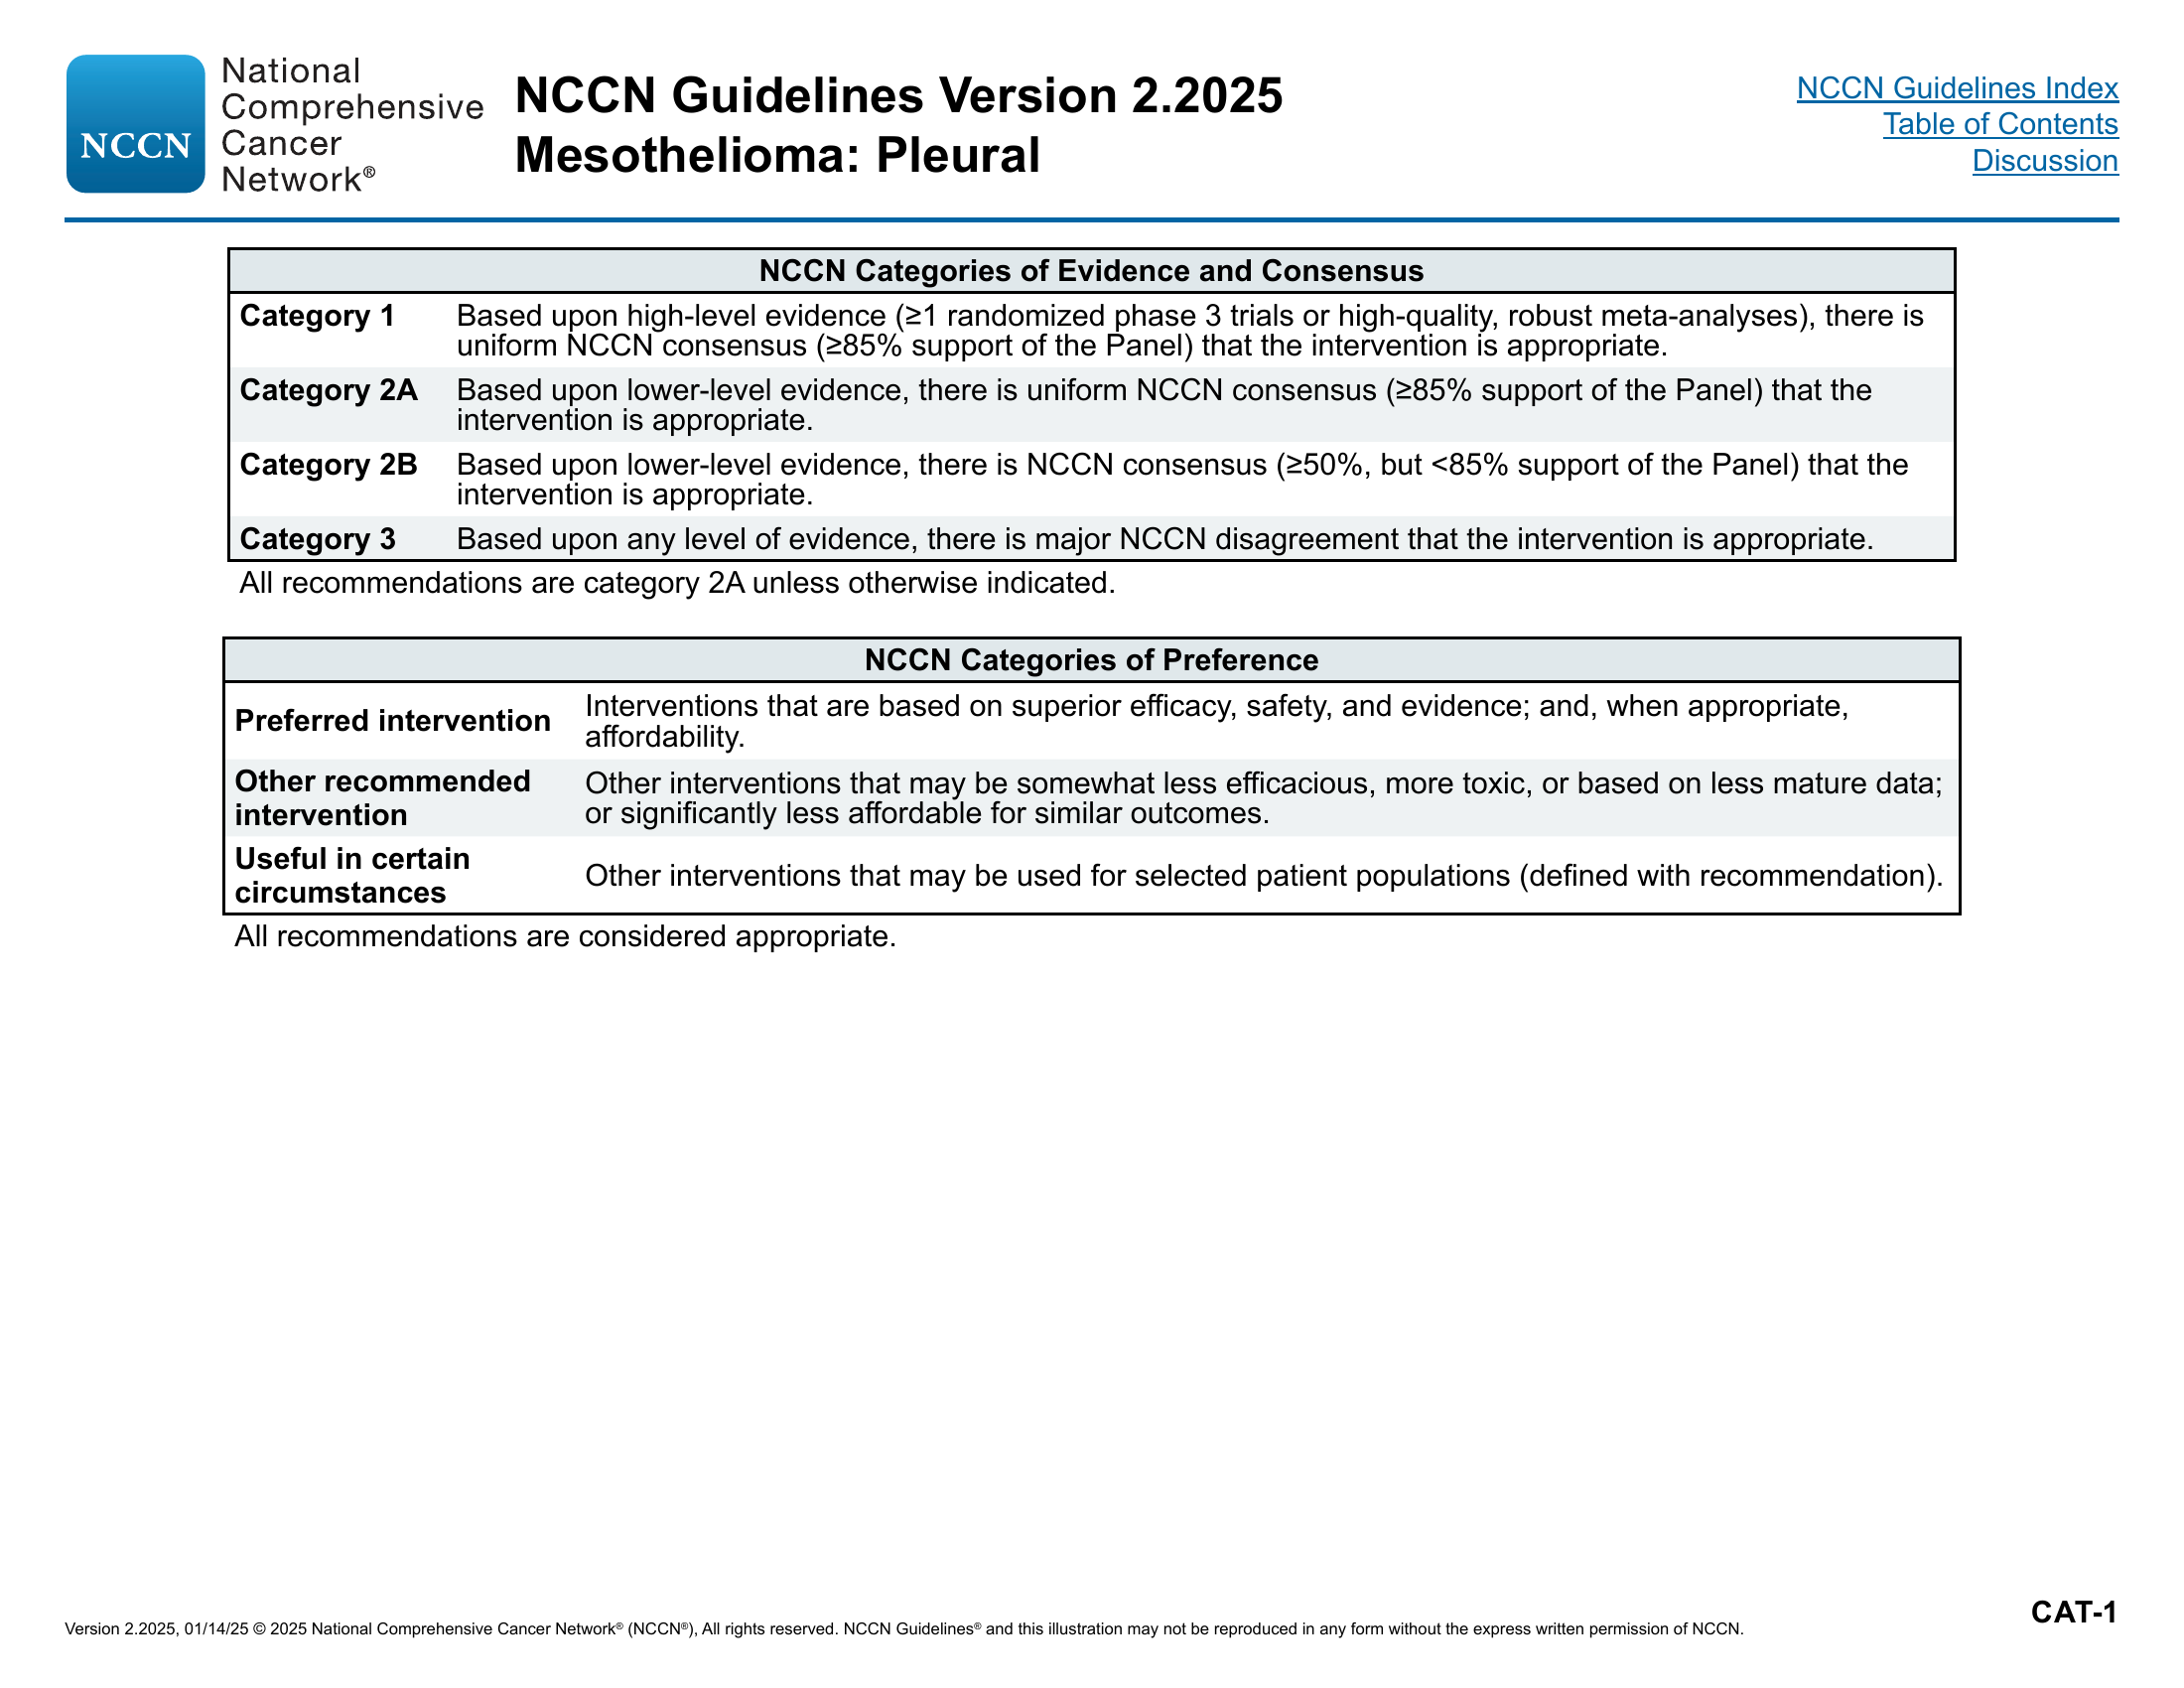 NCCN
National
Comprehensive
Cancer
Network®
NCCN Guidelines Version 2.2025
Mesothelioma: Pleural
NCCN Guidelines Index
Table of Contents
Discussion
NCCN Categories of Evidence and Consensus
Category 1 Based upon high-level evidence (≥1 randomized phase 3 trials or high-quality, robust meta-analyses), there is
uniform NCCN consensus (≥85% support of the Panel) that the intervention is appropriate.
Category 2A Based upon lower-level evidence, there is uniform NCCN consensus (≥85% support of the Panel) that the
intervention is appropriate.
Category 2B Based upon lower-level evidence, there is NCCN consensus (≥50%, but <85% support of the Panel) that the
intervention is appropriate.
Category 3 Based upon any level of evidence, there is major NCCN disagreement that the intervention is appropriate.
All recommendations are category 2A unless otherwise indicated.
NCCN Categories of Preference
Preferred intervention
Interventions that are based on superior efficacy, safety, and evidence; and, when appropriate,
affordability.
Other recommended
intervention
Other interventions that may be somewhat less efficacious, more toxic, or based on less mature data;
or significantly less affordable for similar outcomes.
Useful in certain
circumstances
Other interventions that may be used for selected patient populations (defined with recommendation).
All recommendations are considered appropriate.
CAT-1
Version 2.2025, 01/14/25 © 2025 National Comprehensive Cancer Network® (NCCN®), All rights reserved. NCCN Guidelines® and this illustration may not be reproduced in any form without the express written permission of NCCN.